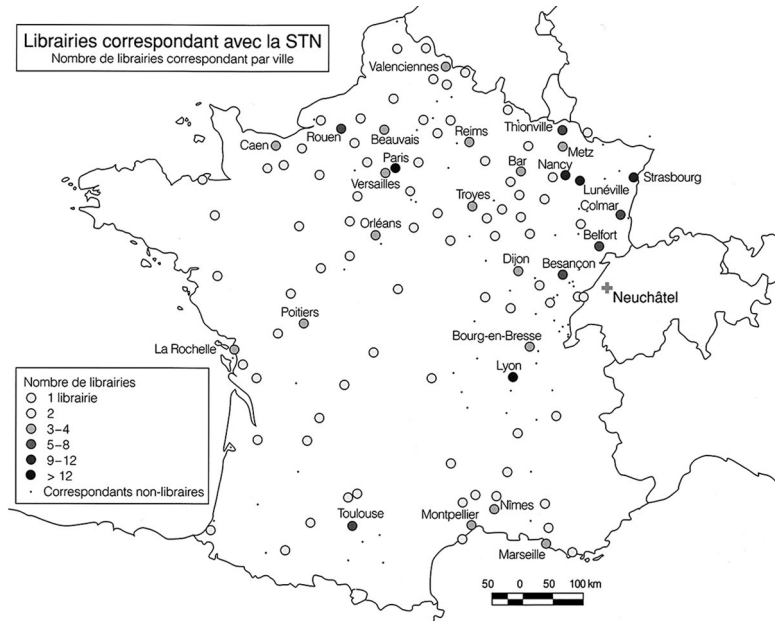 Librairies correspondant avec la STN
Nombre de librairies correspondant par ville
Valenciennes
Rouen
Beauvais
Reims
Thionville
Caen
Metz
Paris
Bar
Nancy
Versailles
Lunéville
Strasbourg
Troyes
Colmar
Orléans
Belfort
Dijon
Besançon
Neuchâtel
Poitiers
Bourg-en-Bresse
La Rochelle
Lyon
Nombre de librairies
1 librairie
2
3–4
5–8
9–12
> 12
Correspondants non-libraires
Toulouse
Montpellier
Nîmes
Marseille
50 0 50 100 km